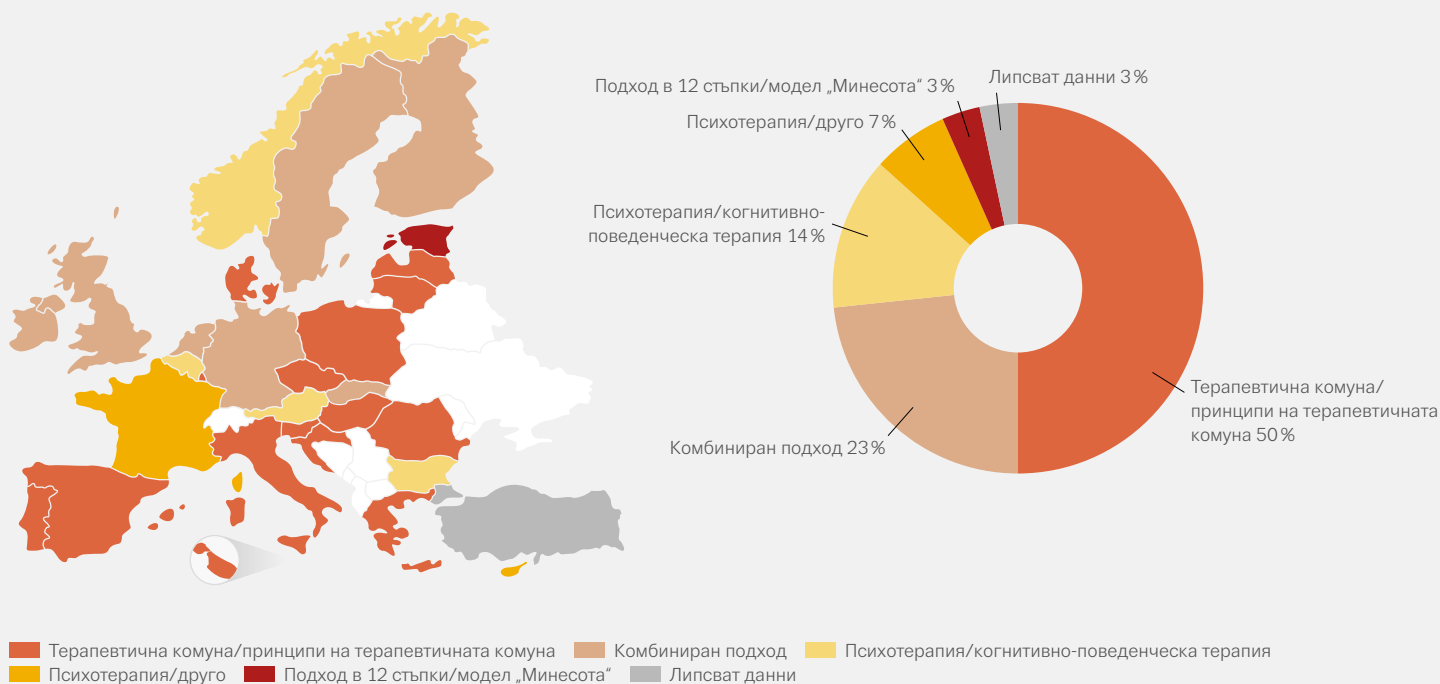 Подход в 12 стъпки/модел „Минесота“ 3 %
Липсват данни 3 %
Психотерапия/друго 7 %
Психотерапия/когнитивно-
поведенческа терапия 14 %
Терапевтична комуна/
принципи на терапевтичната
комуна 50 %
Комбиниран подход 23 %
Терапевтична комуна/принципи на терапевтичната комуна Комбиниран подход Психотерапия/когнитивно-поведенческа терапия
Психотерапия/друго Подход в 12 стъпки/модел „Минесота“ Липсват данни